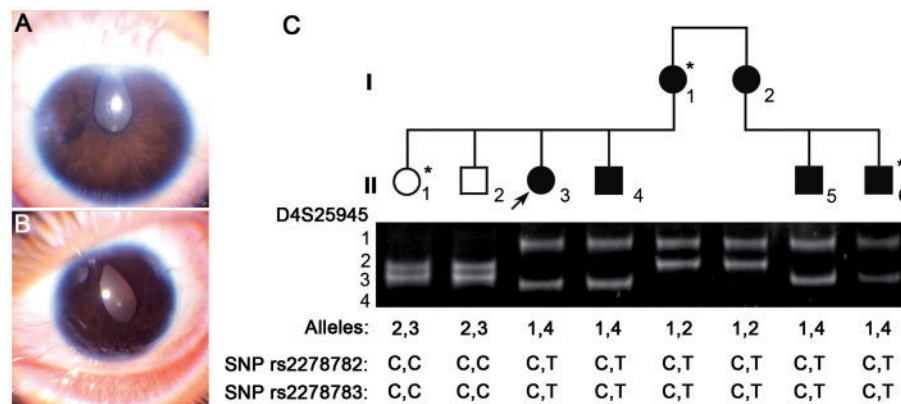 A
B
C
I
* 1
2
II
* 1
2
3
4
5
* 6
D4S25945
1
2
3
4
Alleles: 2,3 2,3 1,4 1,4 1,2 1,2 1,4 1,4
SNP rs2278782: C,C C,C C,T C,T C,T C,T C,T C,T
SNP rs2278783: C,C C,C C,T C,T C,T C,T C,T C,T